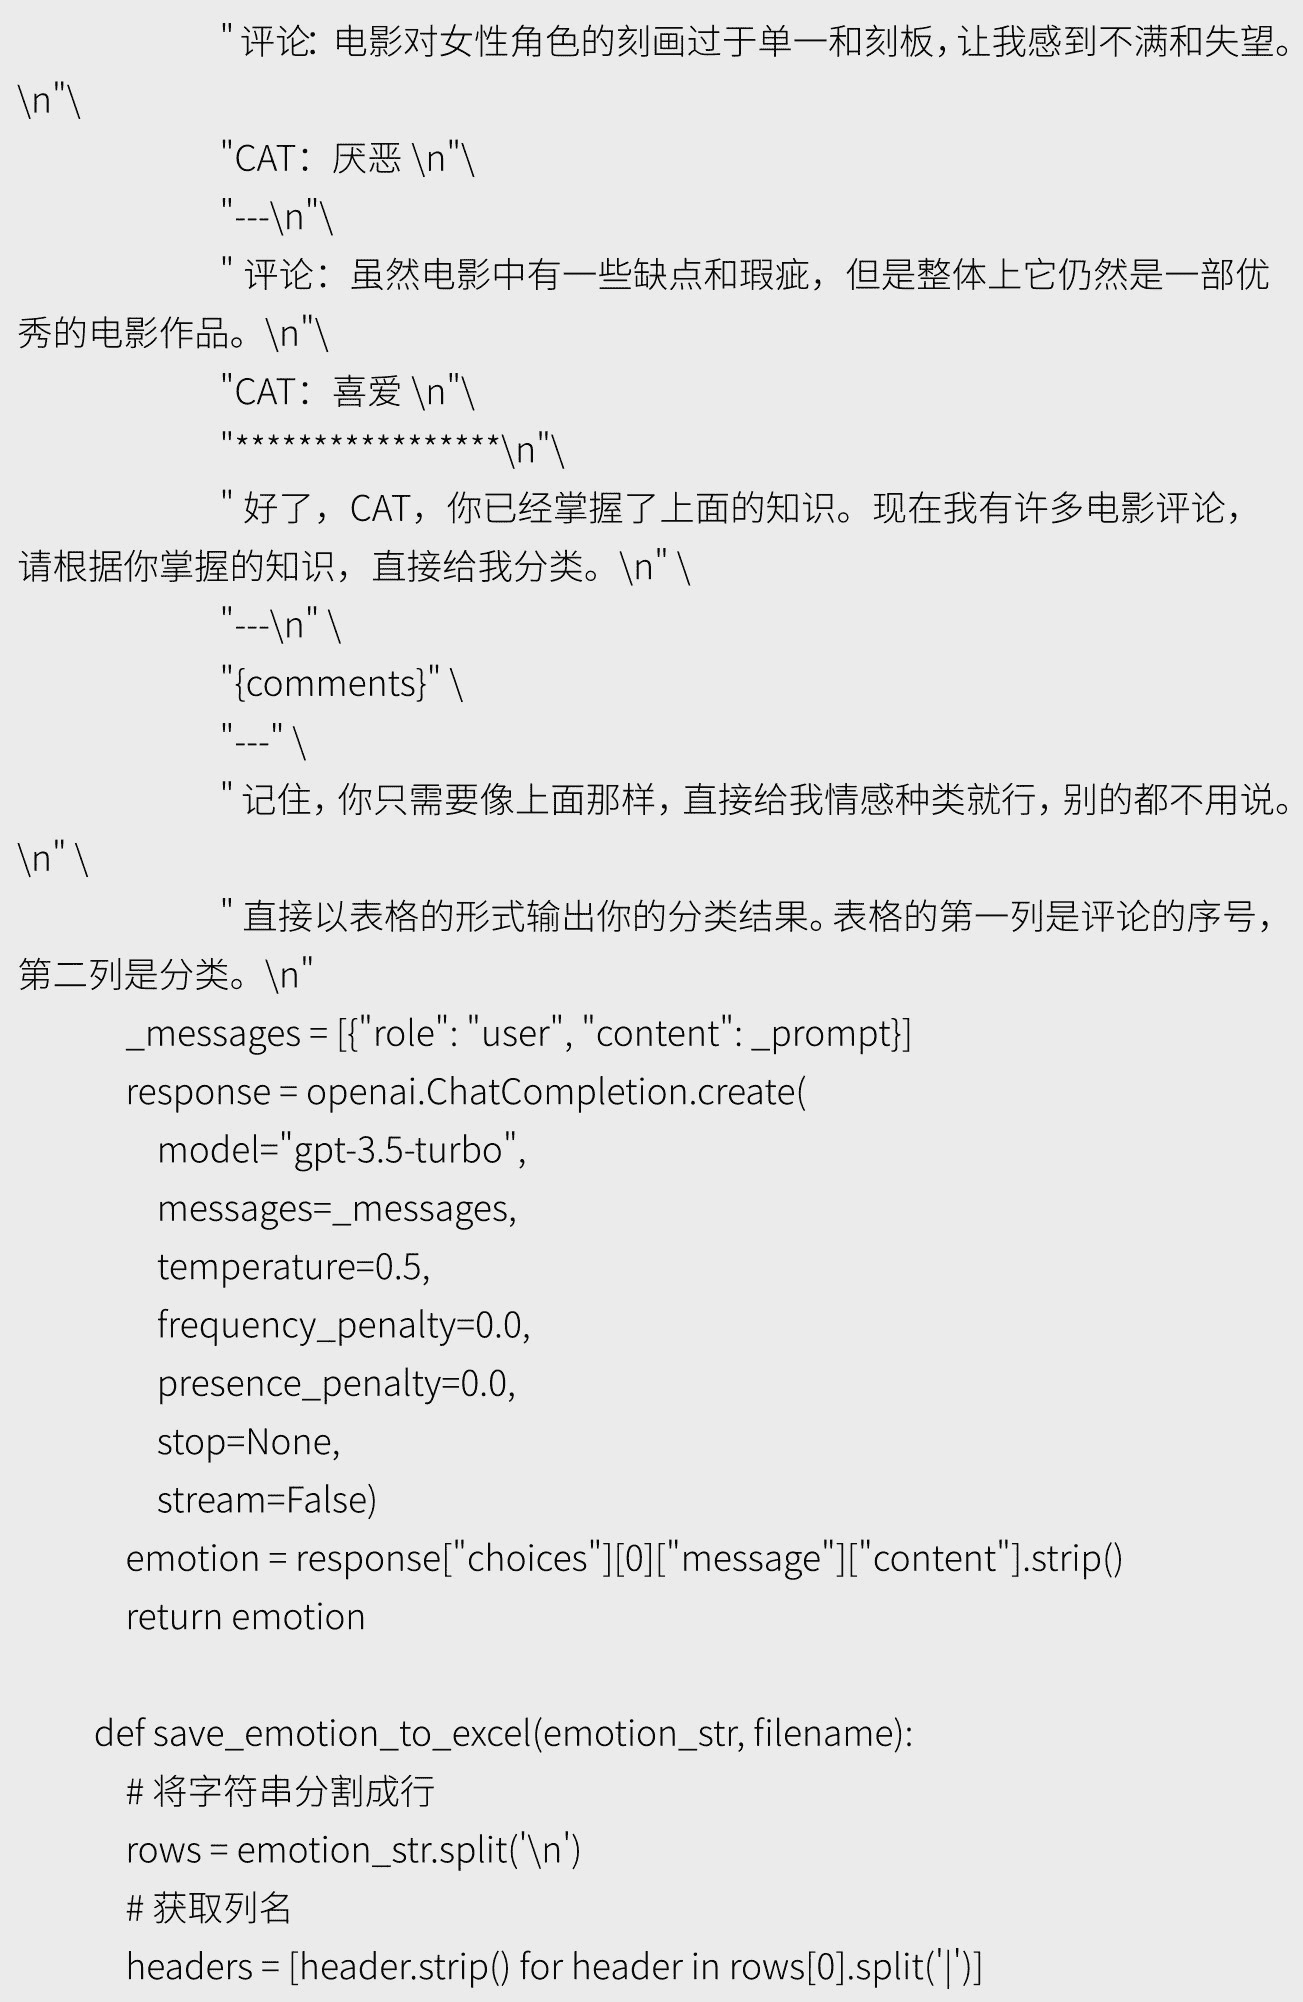 "评论：电影对女性角色的刻画过于单一和刻板，让我感到不满和失望。
\n"\
"CAT：厌恶 \n"\
"---\n"\
"评论：虽然电影中有一些缺点和瑕疵，但是整体上它仍然是一部优
秀的电影作品。\n"\
"CAT：喜爱 \n"\
"*****************\n"\
"好了，CAT，你已经掌握了上面的知识。现在我有许多电影评论，
请根据你掌握的知识，直接给我分类。\n" \
"---\n" \
"{comments}" \
"---" \
"记住，你只需要像上面那样，直接给我情感种类就行，别的都不用说。
\n" \
"直接以表格的形式输出你的分类结果。表格的第一列是评论的序号，
第二列是分类。\n"
_messages = [{"role": "user", "content": _prompt}]
response = openai.ChatCompletion.create(
model="gpt-3.5-turbo",
messages=_messages,
temperature=0.5,
frequency_penalty=0.0,
presence_penalty=0.0,
stop=None,
stream=False)
emotion = response["choices"][0]["message"]["content"].strip()
return emotion
def save_emotion_to_excel(emotion_str, filename):
# 将字符串分割成行
rows = emotion_str.split('\n')
# 获取列名
headers = [header.strip() for header in rows[0].split('|')]